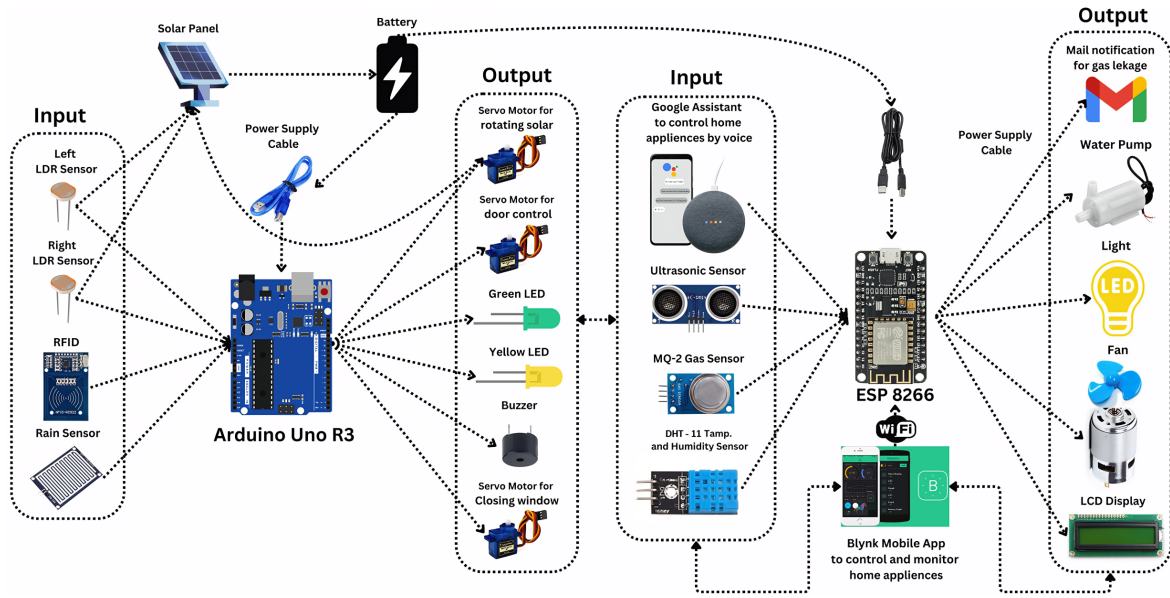 Solar Panel
Battery
Power Supply
Cable
Input
Left
LDR Sensor
Right
LDR Sensor
RFID
Rain Sensor
Arduino Uno R3
Output
Servo Motor for
rotating solar
Servo Motor for
door control
Green LED
Yellow LED
Buzzer
Servo Motor for
Closing window
Input
Google Assistant
to control home
appliances by voice
Ultrasonic Sensor
MQ-2 Gas Sensor
DHT - 11 Tamp.
and Humidity Sensor
Power Supply
Cable
ESP 8266
Wi Fi
B
Blynk Mobile App
to control and monitor
home appliences
Output
Mail notification
for gas lekage
Water Pump
Light
LED
Fan
LCD Display